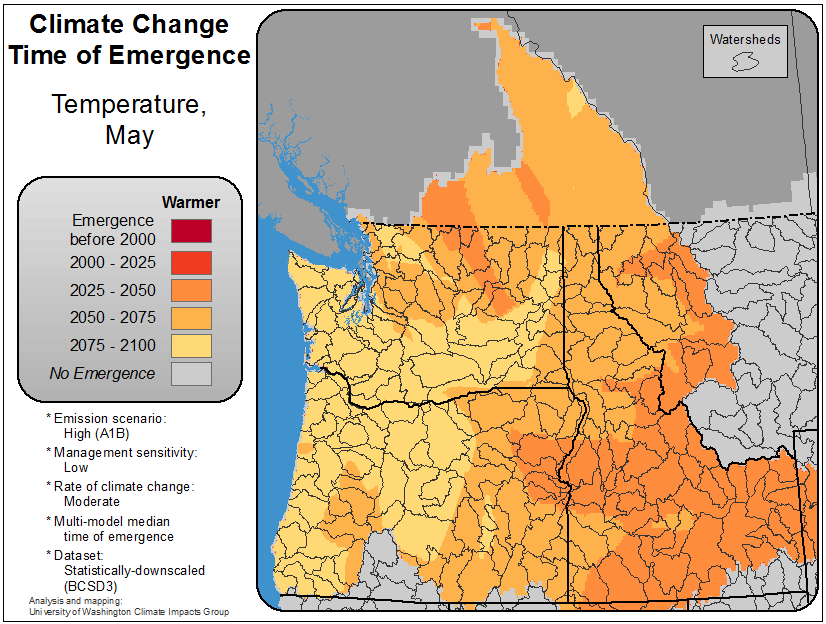 Climate Change
Time of Emergence
Temperature,
May
Warmer
Emergence
before 2000
2000 - 2025
2025 - 2050
2050 - 2075
2075 - 2100
No Emergence
* Emission scenario:
High (A1B)
* Management sensitivity:
Low
* Rate of climate change:
Moderate
* Multi-model median
time of emergence
* Dataset:
Statistically-downscaled
(BCSD3)
Analysis and mapping:
University of Washington Climate Impacts Group
Watersheds